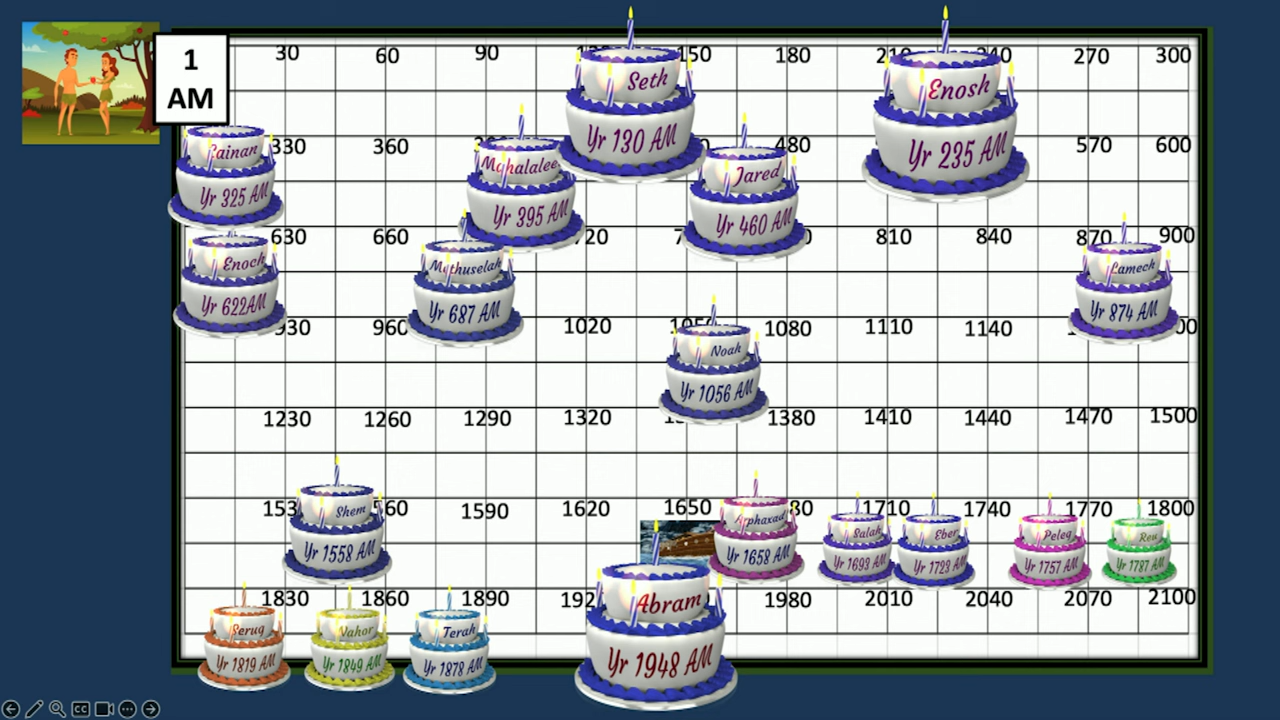 1
AM
30 60 90 150 180 270 300
Seth
Yr 130 AM
Enosh
Yr 235 AM
330 360 480 570 600
Cainan
Yr 325 AM
Mahalalee
Yr 395 AM
Jared
Yr 460 AM
630 660 720 810 840 870 900
Enoch
Yr 622AM
Methuselah
Yr 687 AM
Lamech
Yr 874 AM
930 960 1020 1080 1110 1140
Noah
Yr 1056 AM
1230 1260 1290 1320 1380 1410 1440 1470 1500
1590 1620 1650 1710 1740 1770 1800
Shem
Yr 1558 AM
Arphaxad
Yr 1658 AM
Salah
Yr 1693 AM
Eber
Yr 1723 AM
Peleg
Yr 1757 AM
Reu
Yr 1787 AM
1830 1860 1890 1980 2010 2040 2070 2100
Serug
Yr 1819 AM
Nahor
Yr 1849 AM
Terah
Yr 1878 AM
Abram
Yr 1948 AM
CC